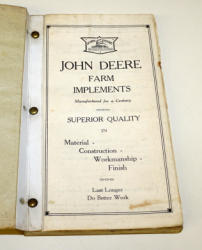 JOHN DEERE
FARM
IMPLEMENTS
Manufactured for a Century
SUPERIOR QUALITY
IN
Material -
Construction -
Workmanship -
Finish
Last Longer
Do Better Work